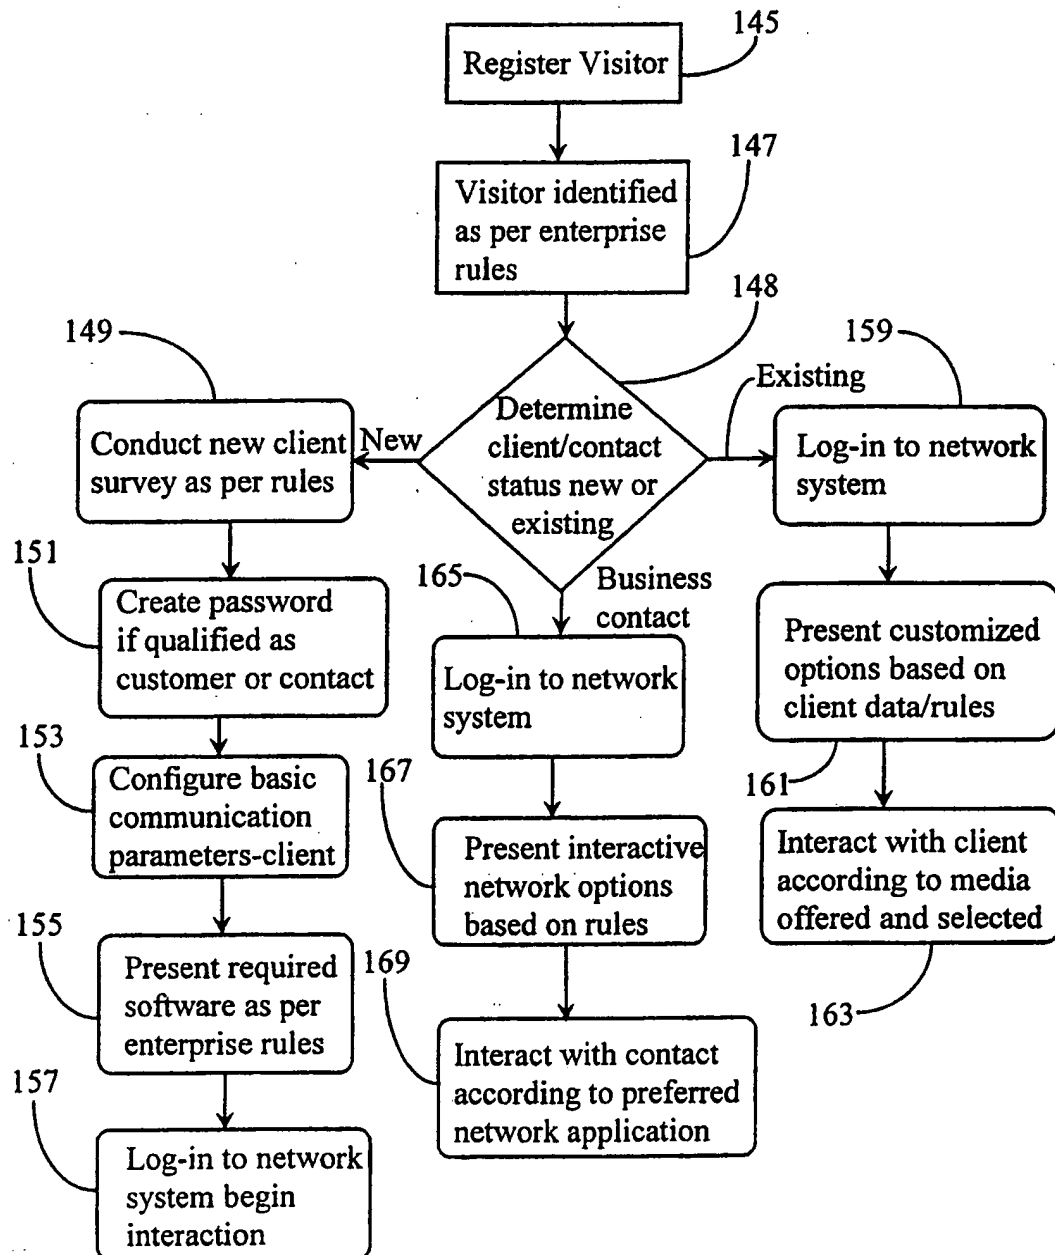 145
Register Visitor
147
Visitor identified
as per enterprise
rules
148
149
159
Existing
New
Determine
client/contact
status new or
existing
Conduct new client
survey as per rules
Log-in to network
system
151
165
Business
contact
Create password
if qualified as
customer or contact
Log-in to network
system
Present customized
options based on
client data/rules
153
167
161
Configure basic
communication
parameters-client
Present interactive
network options
based on rules
Interact with client
according to media
offered and selected
155
169
163
Present required
software as per
enterprise rules
Interact with contact
according to preferred
network application
157
Log-in to network
system begin
interaction